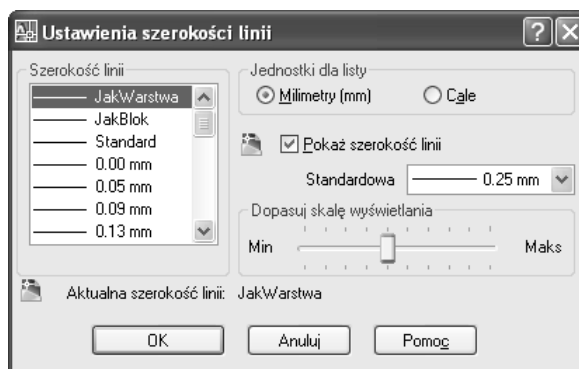 Ustawienia szerokości linii
Szerokość linii
JakWarstwa
JakBlok
Standard
0.00 mm
0.05 mm
0.09 mm
0.13 mm
Jednostki dla listy
Milimetry (mm)
Cale
Pokaż szerokość linii
Standardowa
0.25 mm
Dopasuj skalę wyświetlania
Min
Maks
Aktualna szerokość linii: JakWarstwa
OK
Anuluj
Pomoc